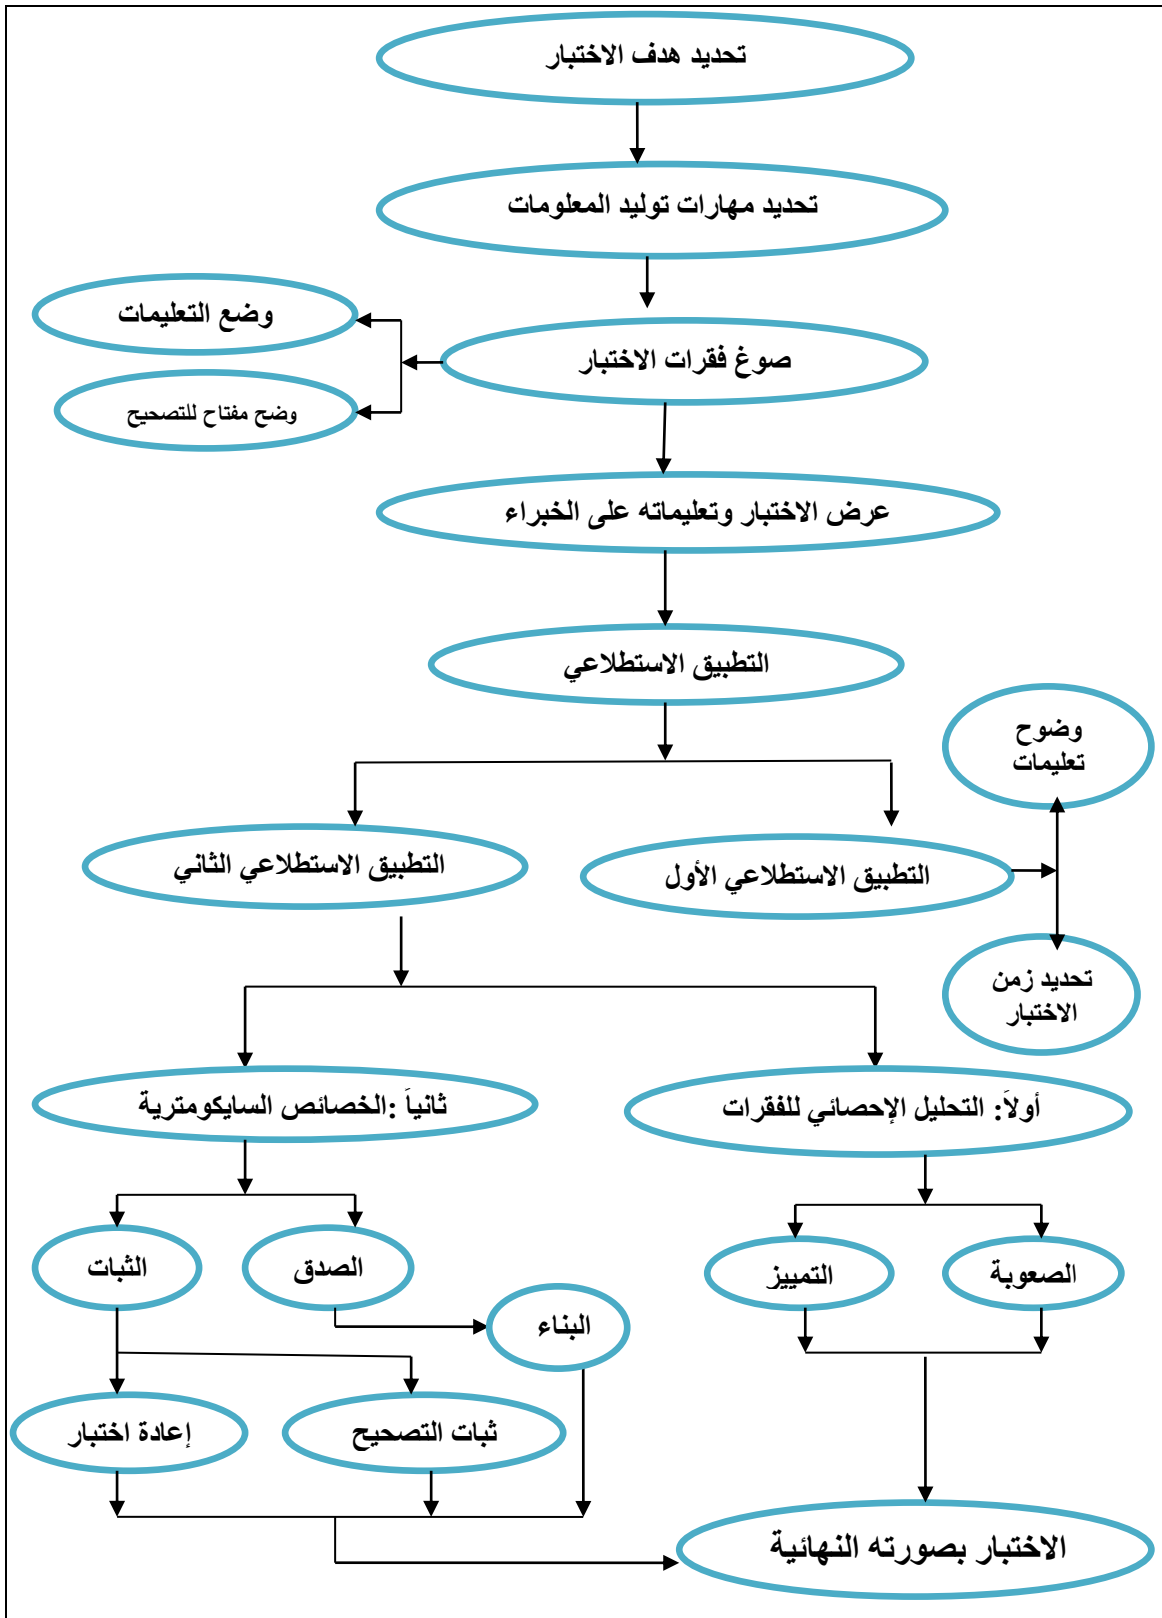 تحديد هدف الاختبار
تحديد مهارات توليد المعلومات
صوغ فقرات الاختبار
وضع التعليمات
وضح مفتاح للتصحيح
عرض الاختبار وتعليماته على الخبراء
التطبيق الاستطلاعي
وضوح
تعليمات
التطبيق الاستطلاعي الأول
التطبيق الاستطلاعي الثاني
تحديد زمن
الاختبار
أولاً: التحليل الإحصائي للفقرات
ثانياً :الخصائص السايكومترية
الصعوبة
التمييز
الصدق
الثبات
البناء
ثبات التصحيح
إعادة اختبار
الاختبار بصورته النهائية